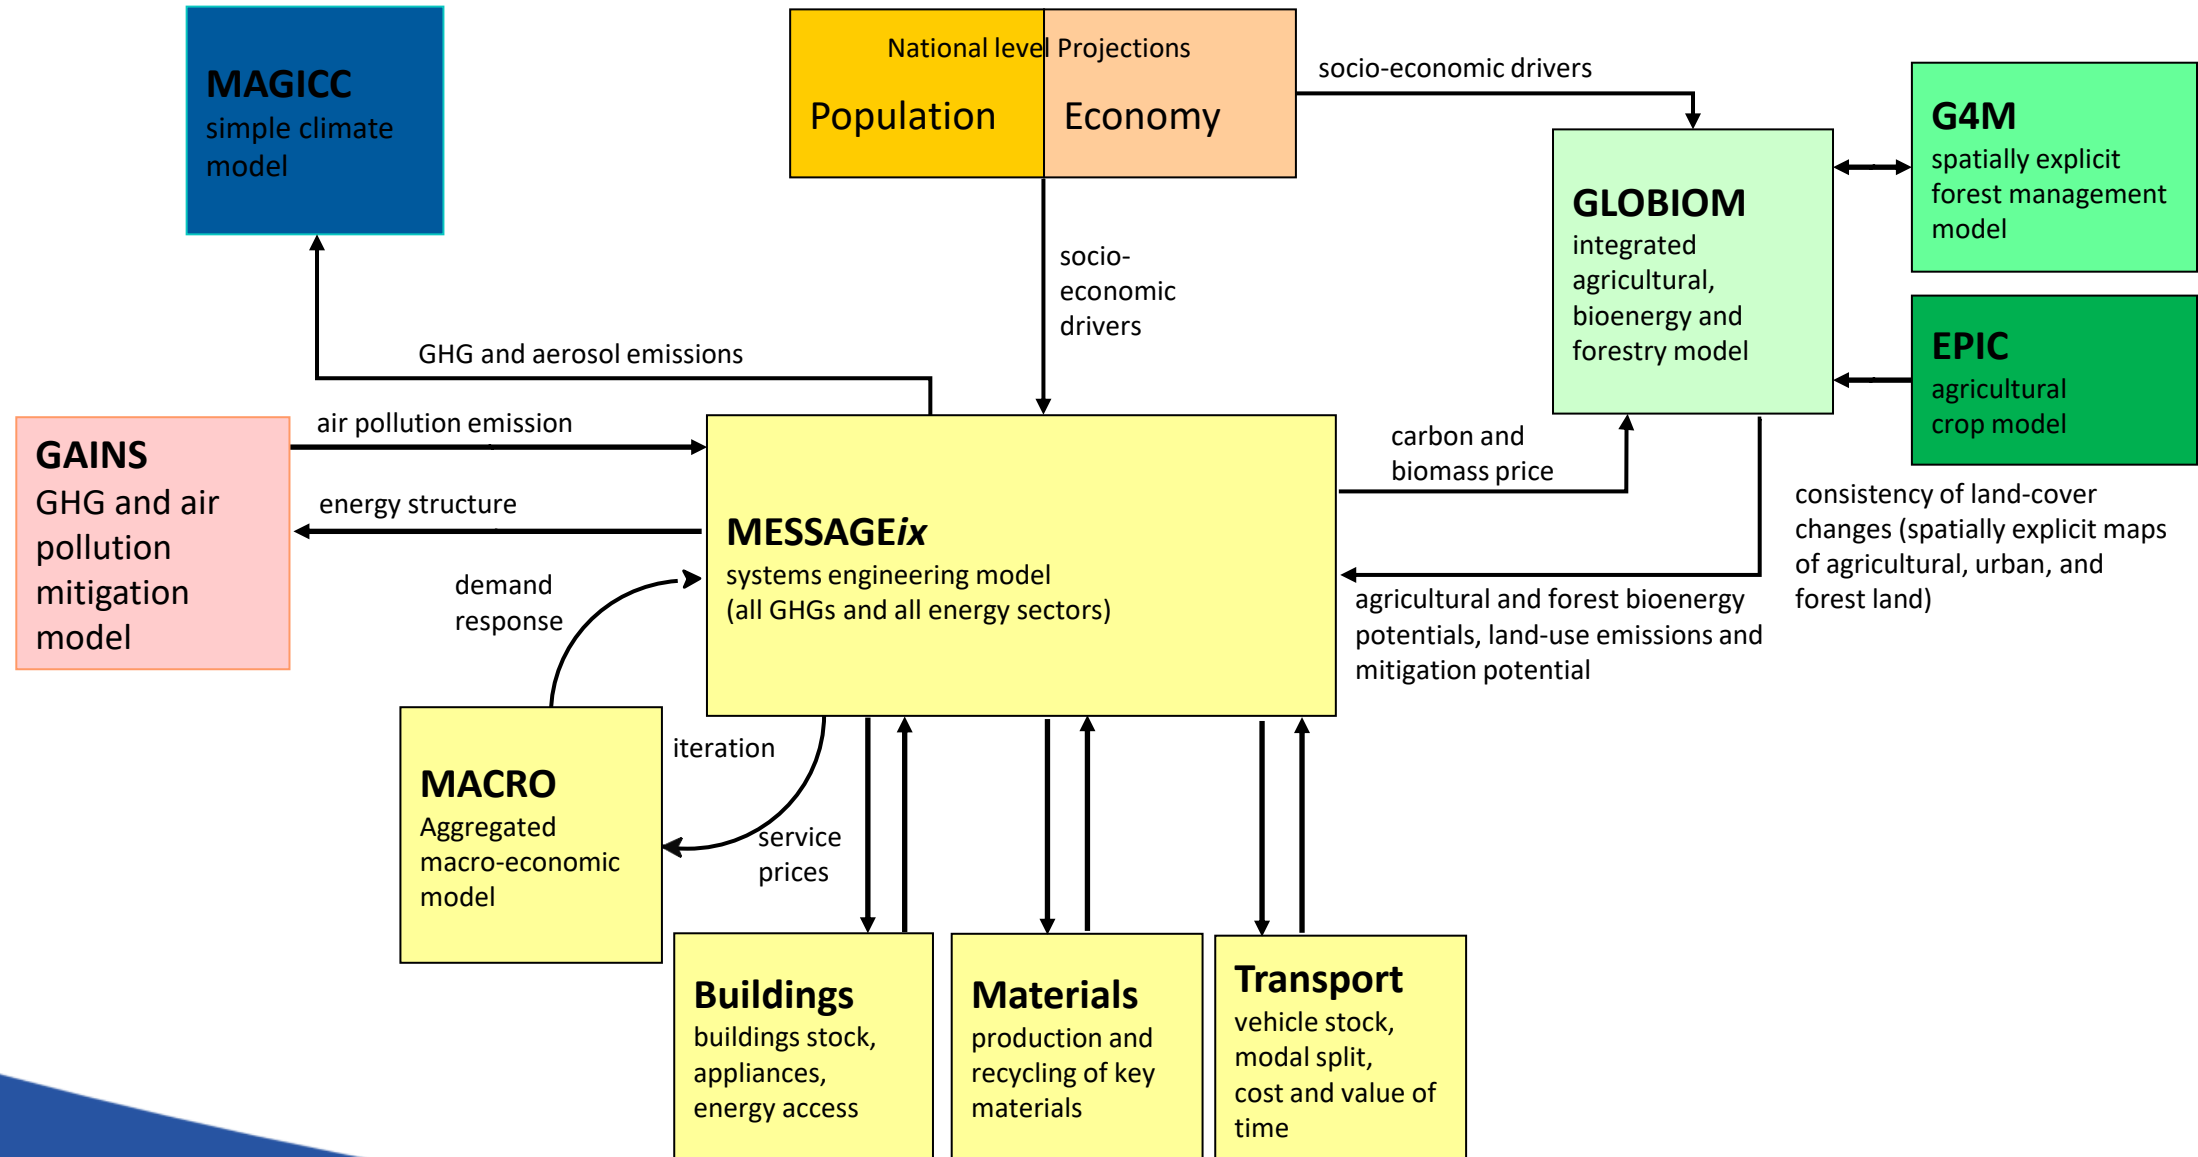 MAGICC
simple climate
model
National level Projections
Population
Economy
socio-economic drivers
G4M
spatially explicit
forest management
model
GLOBIOM
integrated
agricultural,
bioenergy and
forestry model
EPIC
agricultural
crop model
socio-
economic
drivers
GHG and aerosol emissions
air pollution emission
energy structure
GAINS
GHG and air
pollution
mitigation
model
carbon and
biomass price
consistency of land-cover
changes (spatially explicit maps
of agricultural, urban, and
forest land)
MESSAGEix
systems engineering model
(all GHGs and all energy sectors)
agricultural and forest bioenergy
potentials, land-use emissions and
mitigation potential
demand
response
iteration
service
prices
MACRO
Aggregated
macro-economic
model
Buildings
buildings stock,
appliances,
energy access
Materials
production and
recycling of key
materials
Transport
vehicle stock,
modal split,
cost and value of
time